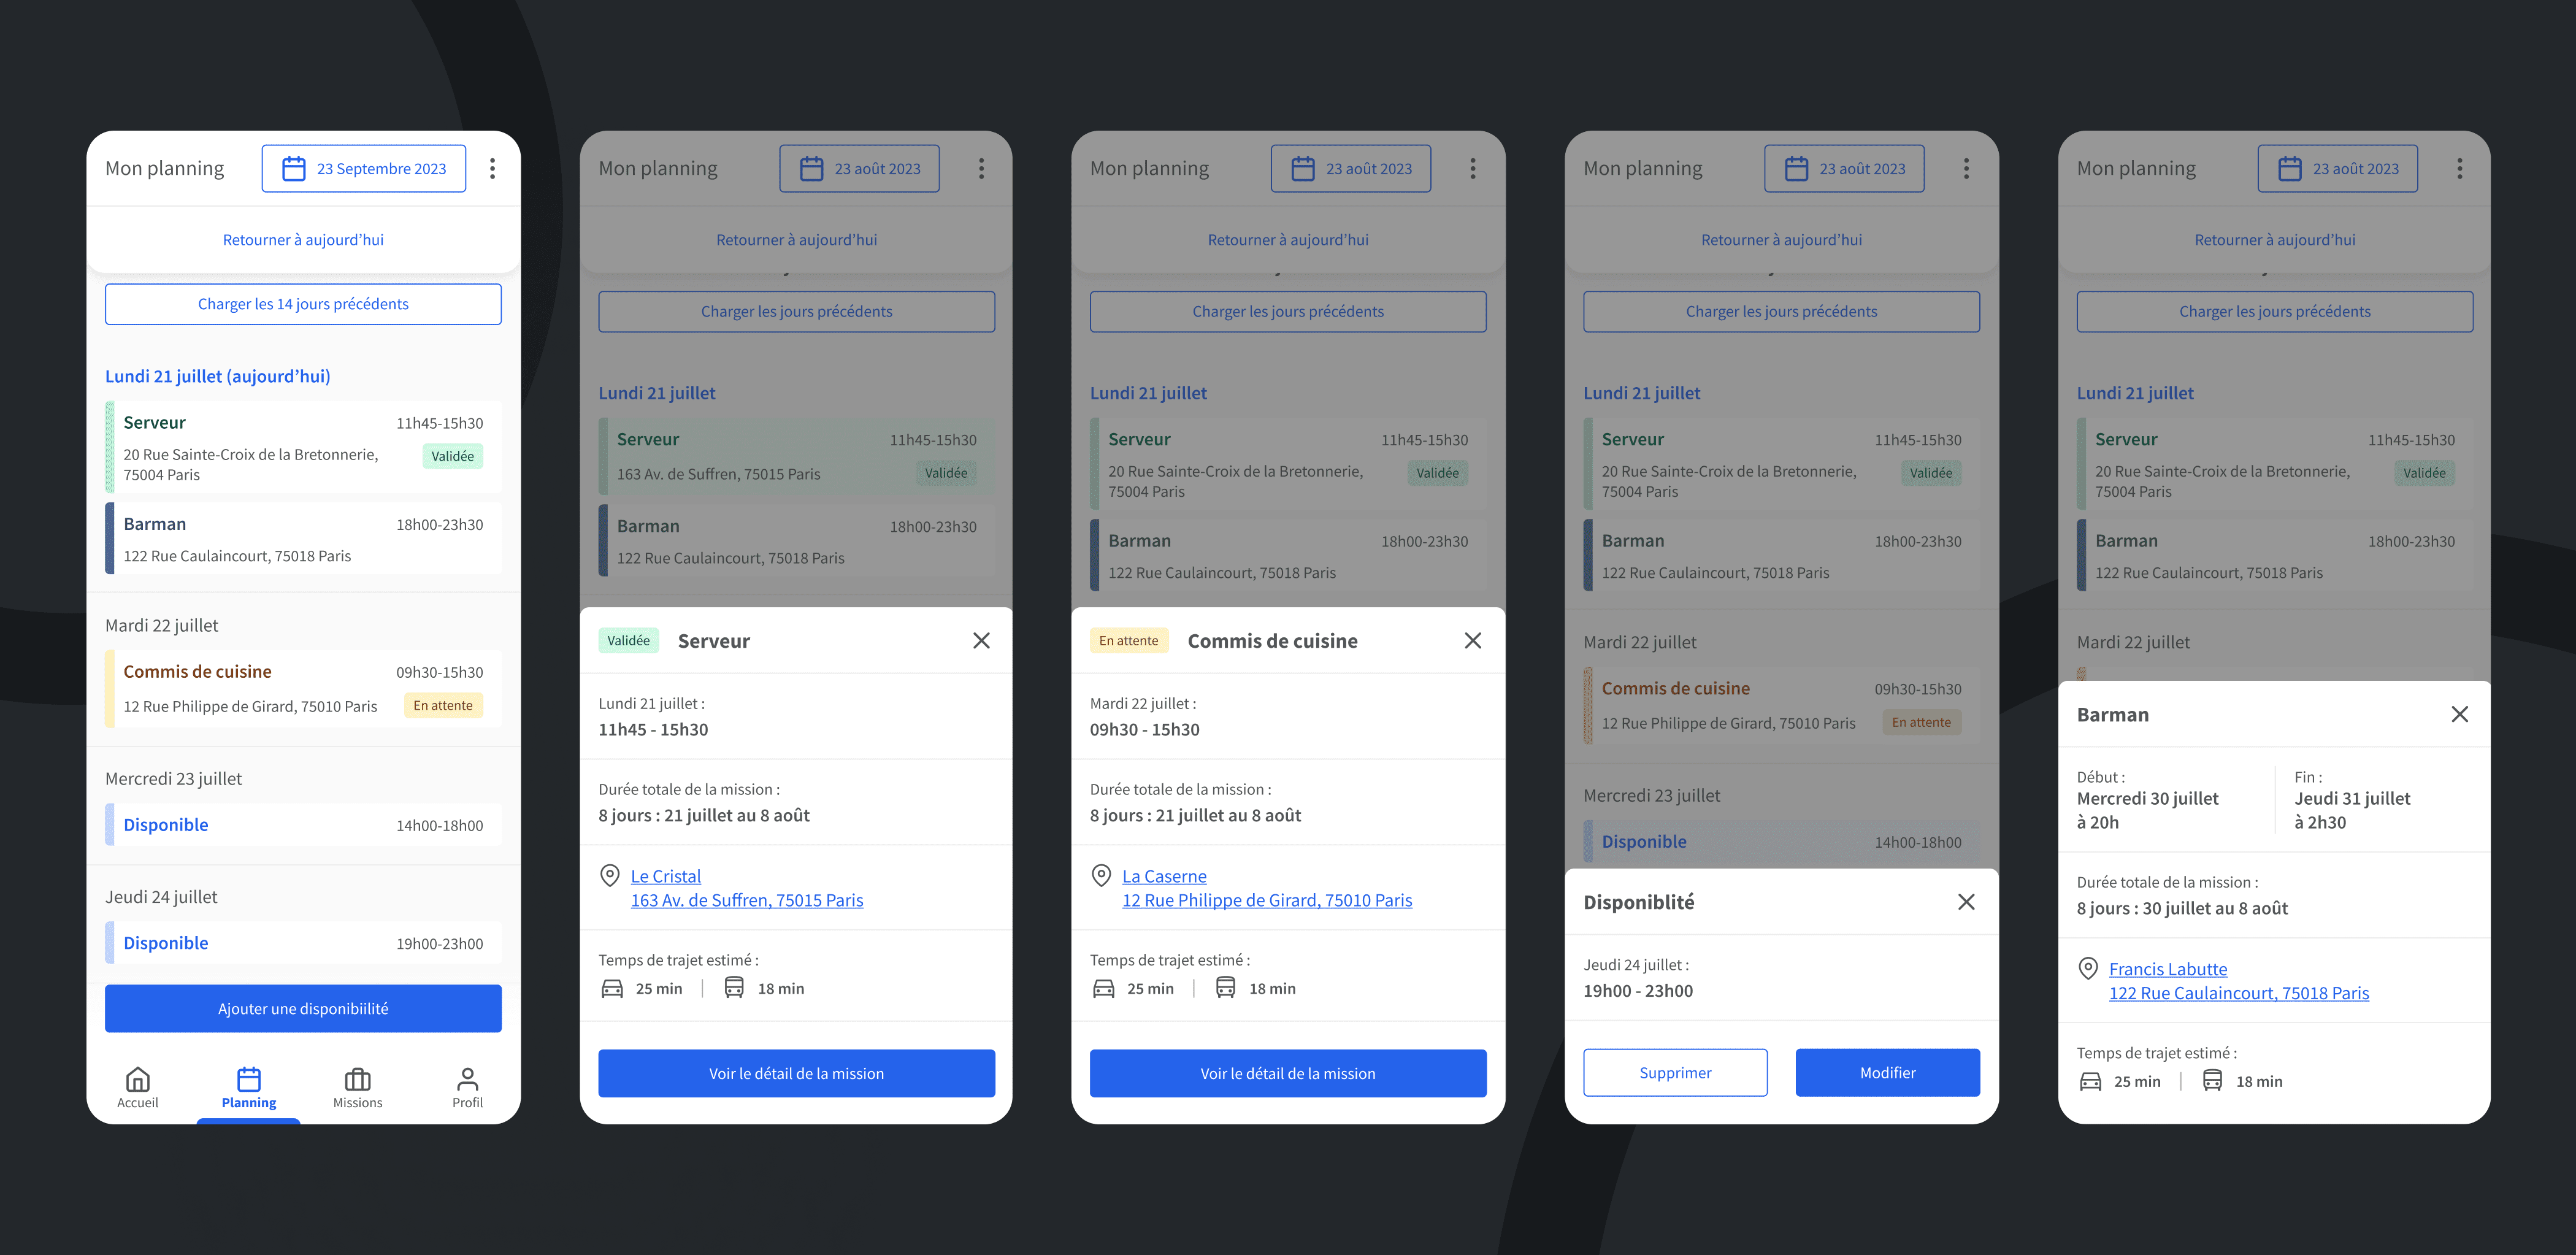 Mon planning
23 Septembre 2023
Retourner à aujourd’hui
Charger les 14 jours précédents
Lundi 21 juillet (aujourd’hui)
Serveur
11h45-15h30
20 Rue Sainte-Croix de la Bretonnerie,
75004 Paris
Validée
Barman
18h00-23h30
122 Rue Caulaincourt, 75018 Paris
Mardi 22 juillet
Commis de cuisine
09h30-15h30
12 Rue Philippe de Girard, 75010 Paris
En attente
Mercredi 23 juillet
Disponible
14h00-18h00
Jeudi 24 juillet
Disponible
19h00-23h00
Ajouter une disponibiilité
Accueil
Planning
Missions
Profil
Mon planning
23 août 2023
Retourner à aujourd’hui
Charger les jours précédents
Lundi 21 juillet
Serveur
11h45-15h30
163 Av. de Suffren, 75015 Paris
Validée
Barman
18h00-23h30
122 Rue Caulaincourt, 75018 Paris
Validée
Serveur
Lundi 21 juillet :
11h45 - 15h30
Durée totale de la mission :
8 jours : 21 juillet au 8 août
Le Cristal
163 Av. de Suffren, 75015 Paris
Temps de trajet estimé :
25 min
18 min
Voir le détail de la mission
Mon planning
23 août 2023
Retourner à aujourd’hui
Charger les jours précédents
Lundi 21 juillet
Serveur
11h45-15h30
20 Rue Sainte-Croix de la Bretonnerie,
75004 Paris
Validée
Barman
18h00-23h30
122 Rue Caulaincourt, 75018 Paris
En attente
Commis de cuisine
Mardi 22 juillet :
09h30 - 15h30
Durée totale de la mission :
8 jours : 21 juillet au 8 août
La Caserne
12 Rue Philippe de Girard, 75010 Paris
Temps de trajet estimé :
25 min
18 min
Voir le détail de la mission
Mon planning
23 août 2023
Retourner à aujourd’hui
Charger les jours précédents
Lundi 21 juillet
Serveur
11h45-15h30
20 Rue Sainte-Croix de la Bretonnerie,
75004 Paris
Validée
Barman
18h00-23h30
122 Rue Caulaincourt, 75018 Paris
Mardi 22 juillet
Commis de cuisine
09h30-15h30
12 Rue Philippe de Girard, 75010 Paris
En attente
Mercredi 23 juillet
Disponible
14h00-18h00
Disponiblité
Jeudi 24 juillet :
19h00 - 23h00
Supprimer
Modifier
Mon planning
23 août 2023
Retourner à aujourd’hui
Charger les jours précédents
Lundi 21 juillet
Serveur
11h45-15h30
20 Rue Sainte-Croix de la Bretonnerie,
75004 Paris
Validée
Barman
18h00-23h30
122 Rue Caulaincourt, 75018 Paris
Mardi 22 juillet
Barman
Début :
Mercredi 30 juillet
à 20h
Fin :
Jeudi 31 juillet
à 2h30
Durée totale de la mission :
8 jours : 30 juillet au 8 août
Francis Labutte
122 Rue Caulaincourt, 75018 Paris
Temps de trajet estimé :
25 min
18 min